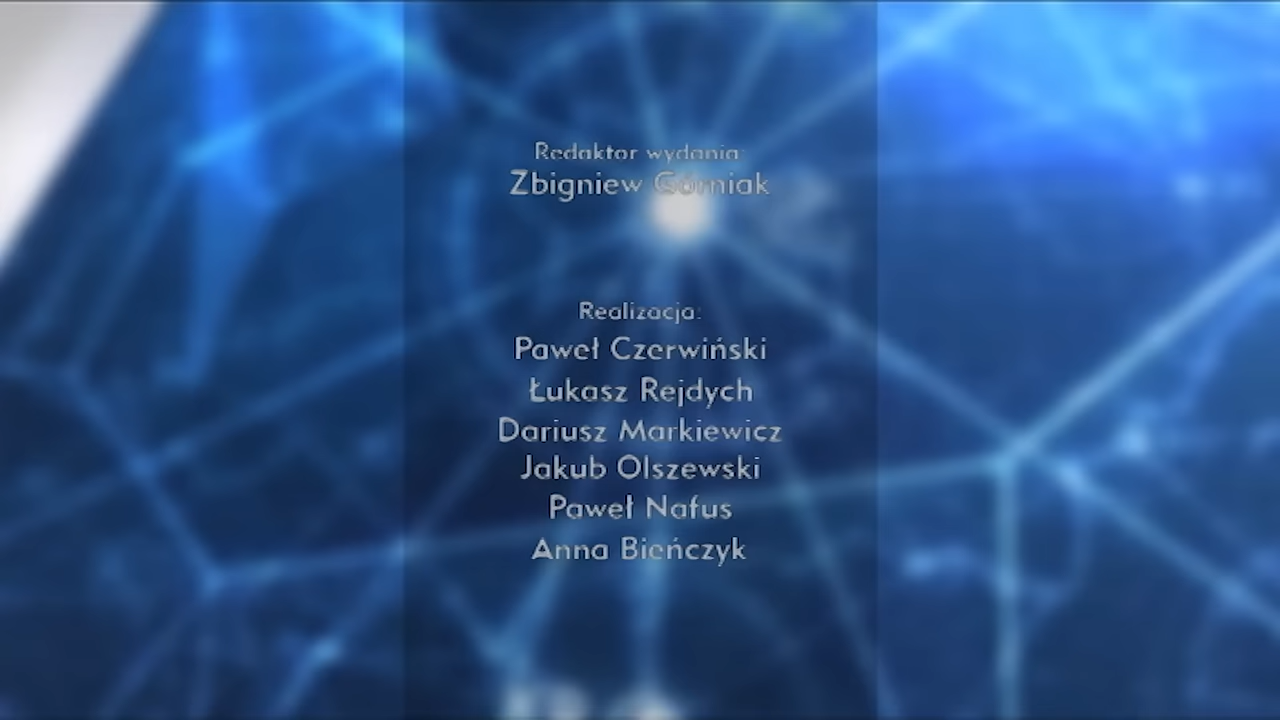 Redaktor wydania:
Zbigniew Górniak
Realizacja:
Paweł Czerwiński
Łukasz Rejdych
Dariusz Markiewicz
Jakub Olszewski
Paweł Nafus
Anna Bieńczyk